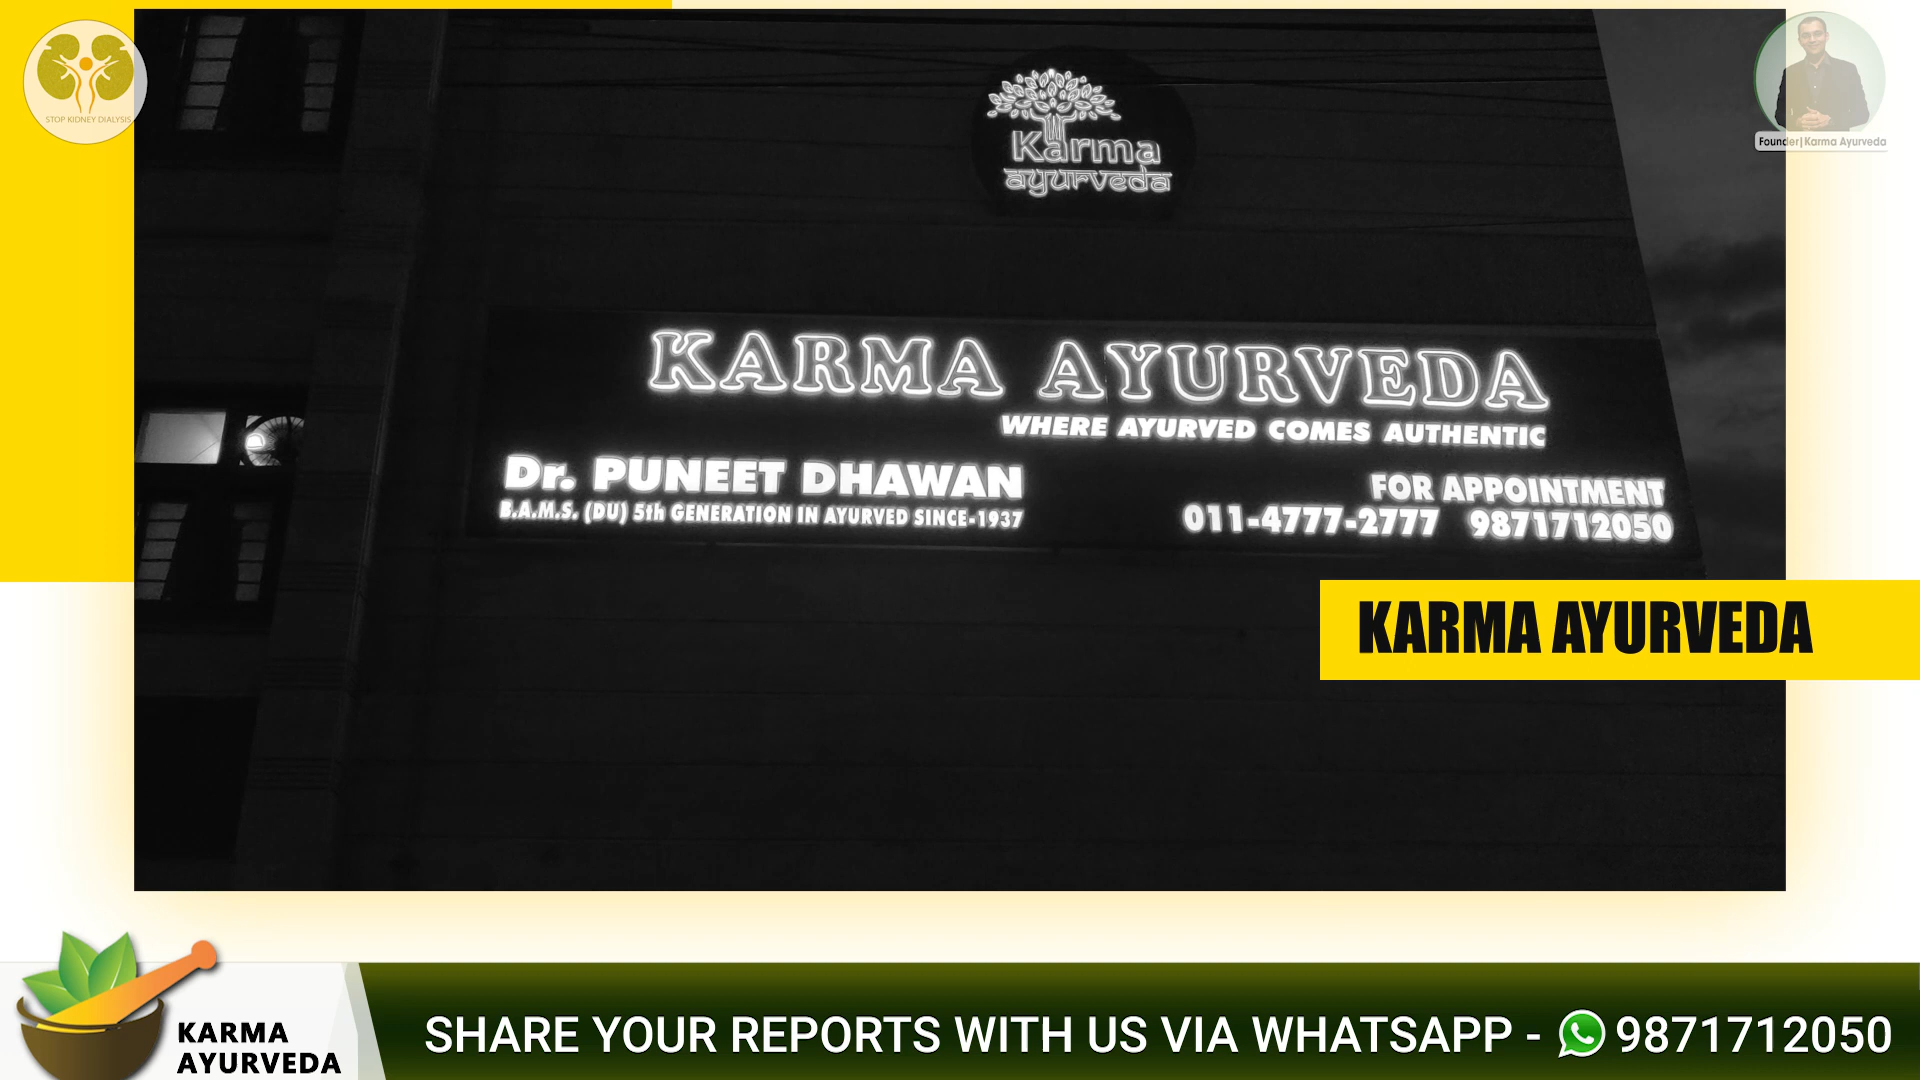 STOP KIDNEY DIALYSIS
Founder|Karma Ayurveda
Karma
ayurveda
KARMA AYURVEDA
WHERE AYURVED COMES AUTHENTIC
Dr. PUNEET DHAWAN
B.A.M.S. (DU) 5th GENERATION IN AYURVED SINCE-1937
FOR APPOINTMENT
011-4777-2777 9871712050
KARMA AYURVEDA
KARMA
AYURVEDA
SHARE YOUR REPORTS WITH US VIA WHATSAPP - 9871712050